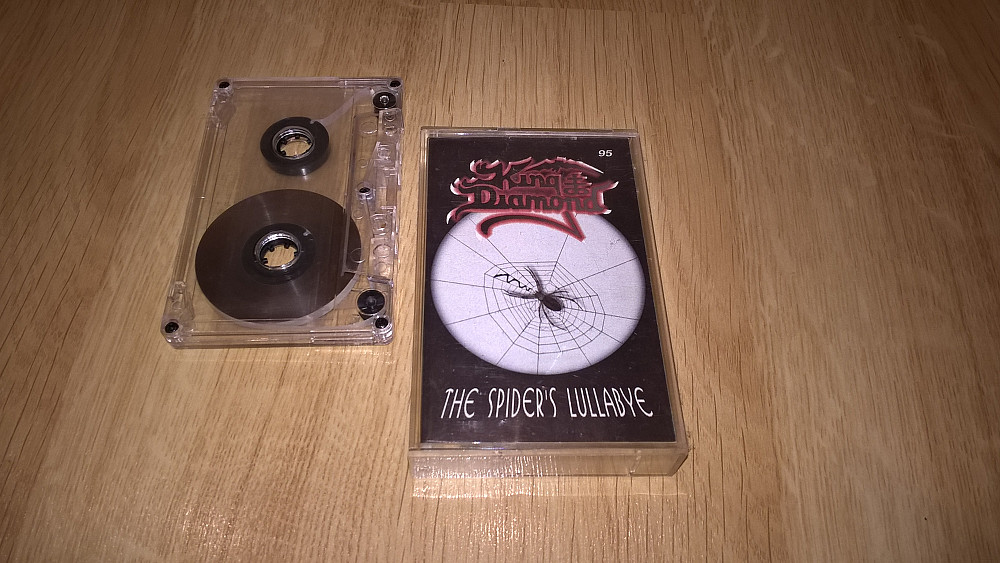 95
King
Diamond
THE SPIDER'S LULLABYE